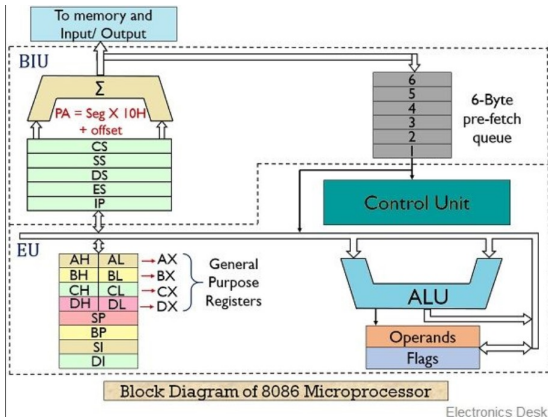 To memory and
Input/ Output
BIU
Σ
PA = Seg X 10H
+ offset
CS
SS
DS
ES
IP
6
5
4
3
2
1
6-Byte
pre-fetch
queue
Control Unit
EU
AH AL AX
BH BL BX
CH CL CX
DH DL DX
SP
BP
SI
DI
General
Purpose
Registers
ALU
Operands
Flags
Block Diagram of 8086 Microprocessor
Electronics Desk